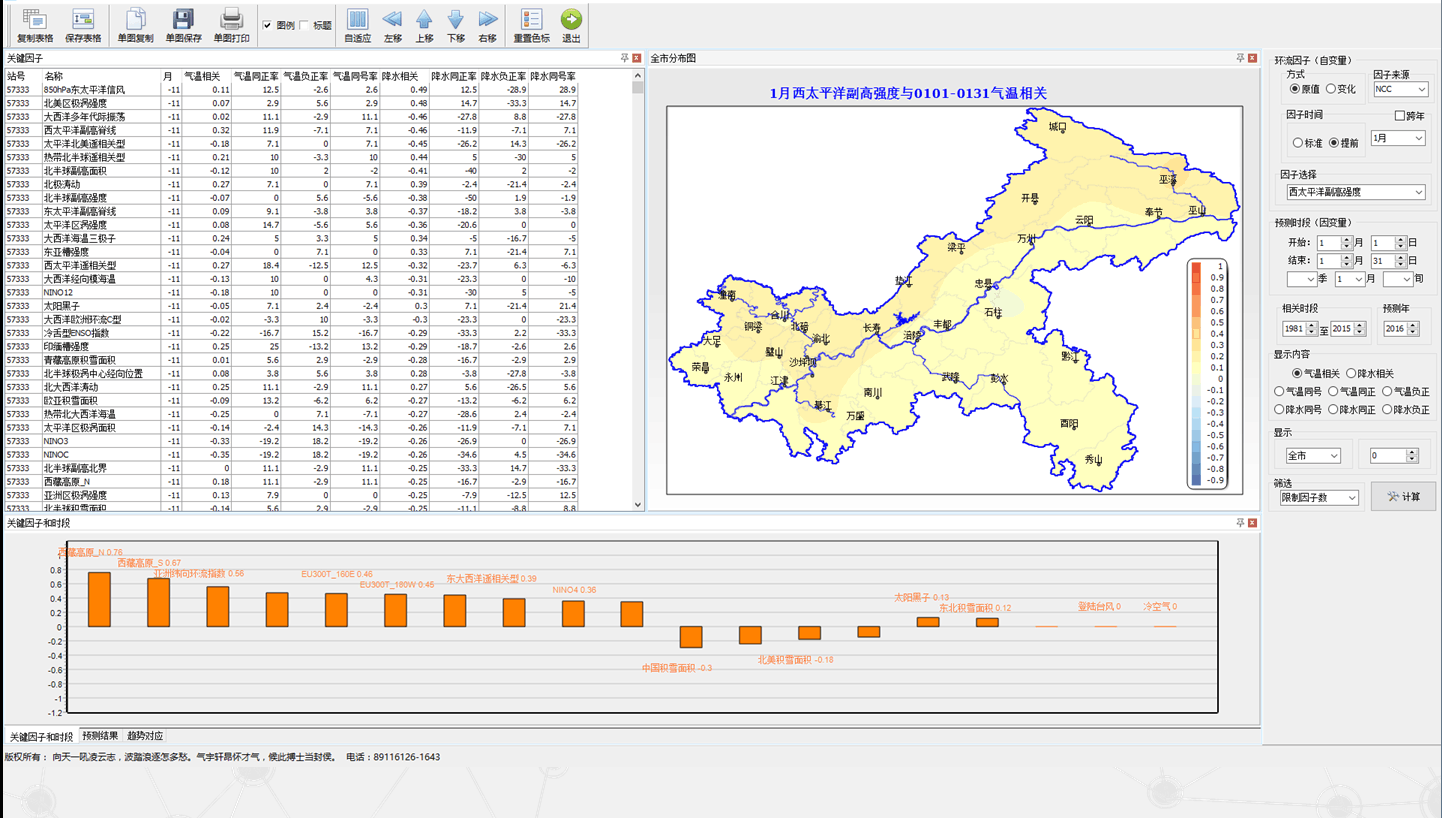 复制表格 保存表格 单图复制 单图保存 单图打印 图例 标题 自适应 左移 上移 下移 右移 重置色标 退出
关键因子
站号 名称 月 气温相关 气温同正率 气温负正率 气温同号率 降水相关 降水同正率 降水负正率 降水同号率
57333 850hPa东太平洋信风 -11 0.11 12.5 -2.6 2.6 0.49 12.5 -28.9 28.9
57333 北美区极涡强度 -11 0.07 2.9 5.6 2.9 0.48 14.7 -33.3 14.7
57333 大西洋多年代际振荡 -11 0.02 11.1 -2.9 11.1 -0.46 -27.8 8.8 -27.8
57333 西太平洋副高脊线 -11 0.32 11.9 -7.1 7.1 -0.46 -11.9 -7.1 7.1
57333 太平洋北美遥相关型 -11 -0.18 7.1 0 7.1 -0.45 -26.2 14.3 -26.2
57333 热带北半球遥相关型 -11 0.21 10 -3.3 10 0.44 5 -30 5
57333 北半球副高面积 -11 -0.12 10 2 -2 -0.41 -40 2 -2
57333 北极涛动 -11 0.27 7.1 0 7.1 0.39 -2.4 -21.4 -2.4
57333 北半球副高强度 -11 -0.07 0 5.6 -5.6 -0.38 -50 1.9 -1.9
57333 东太平洋副高脊线 -11 0.09 9.1 -3.8 3.8 -0.37 -18.2 3.8 -3.8
57333 太平洋区涡强度 -11 0.08 14.7 -5.6 5.6 -0.36 -20.6 0 0
57333 大西洋海温三极子 -11 0.24 5 3.3 5 0.34 -5 -16.7 -5
57333 东亚槽强度 -11 -0.04 0 7.1 0 0.33 7.1 -21.4 7.1
57333 西太平洋遥相关型 -11 0.27 18.4 -12.5 12.5 -0.32 -23.7 6.3 -6.3
57333 大西洋经向模海温 -11 -0.13 10 0 4.3 -0.31 -23.3 0 -10
57333 NINO12 -11 -0.18 10 0 0 -0.31 -30 5 -5
57333 太阳黑子 -11 -0.05 7.1 2.4 -2.4 0.3 7.1 -21.4 21.4
57333 大西洋欧洲环流C型 -11 -0.02 -3.3 10 -3.3 -0.3 -23.3 0 -23.3
57333 冷舌型ENSO指数 -11 -0.22 -16.7 15.2 -16.7 -0.29 -33.3 2.2 -33.3
57333 印缅槽强度 -11 0.25 25 -13.2 13.2 -0.29 -18.7 -2.6 2.6
57333 青藏高原积雪面积 -11 0.01 5.6 2.9 -2.9 0.28 -16.7 -2.9 2.9
57333 北半球极涡中心经向位置 -11 0.08 3.8 5.6 3.8 0.28 -3.8 -27.8 -3.8
57333 北大西洋涛动 -11 0.25 11.1 -2.9 11.1 0.27 5.6 -26.5 5.6
57333 欧亚积雪面积 -11 -0.09 13.2 -6.2 6.2 -0.27 -13.2 -6.2 6.2
57333 热带北大西洋海温 -11 -0.25 0 7.1 -7.1 -0.27 -28.6 2.4 -2.4
57333 太平洋区极涡面积 -11 -0.14 -2.4 14.3 -14.3 -0.26 -11.9 -7.1 7.1
57333 NINO3 -11 -0.33 -19.2 18.2 -19.2 -0.26 -26.9 0 -26.9
57333 NINOC -11 -0.35 -19.2 18.2 -19.2 -0.26 -34.6 4.5 -34.6
57333 北半球副高北界 -11 0 11.1 -2.9 11.1 -0.25 -33.3 14.7 -33.3
57333 西藏高原_N -11 0.18 11.1 -2.9 11.1 -0.25 -16.7 -2.9 -16.7
57333 亚洲区极涡强度 -11 0.13 7.9 0 0 -0.25 -7.9 -12.5 12.5
57333 北半球积雪面积 -11 -0.14 5.6 2.9 -2.9 -0.25 -11.1 -8.8 8.8
全市分布图
1月西太平洋副高强度与0101-0131气温相关
城口
巫溪
开县
云阳 奉节 巫山
万州
梁平
垫江 忠县
潼南
合川 石柱
铜梁 北碚 长寿 丰都
大足 渝北 涪陵
璧山 沙坪坝 黔江
荣昌 永州 江津 武隆 彭水
南川
綦江 万盛
酉阳
秀山
1
0.9
0.8
0.7
0.6
0.5
0.4
0.3
0.2
0.1
0
-0.1
-0.2
-0.3
-0.4
-0.5
-0.6
-0.7
-0.8
-0.9
环流因子（自变量）
方式 因子来源
原值 变化 NCC
因子时间 跨年
标准 提前 1月
因子选择
西太平洋副高强度
预测时段（因变量）
开始： 1 月 1 日
结束： 1 月 31 日
季 1 月 旬
相关时段 预测年
1981 至 2015 2016
显示内容
气温相关 降水相关
气温同号 气温同正 气温负正
降水同号 降水同正 降水负正
显示
全市 0
筛选
限制因子数 计算
关键因子和时段
1
0.8
0.6
0.4
0.2
0
-0.2
-0.4
-0.6
-0.8
-1
-1.2
西藏高原_N 0.76
西藏高原_S 0.67
亚洲纬向环流指数 0.56
EU300T_160E 0.46
EU300T_180W 0.45
东大西洋遥相关型 0.39
NINO4 0.36
中国积雪面积 -0.3
北美积雪面积 -0.18
太阳黑子 0.13
东北积雪面积 0.12
登陆台风 0
冷空气 0
关键因子和时段 预测结果 趋势对应
版权所有： 向天一吼凌云志，波踏浪逐怎多愁。气宇轩昂怀才气，候此搏士当封侯。 电话：89116126-1643